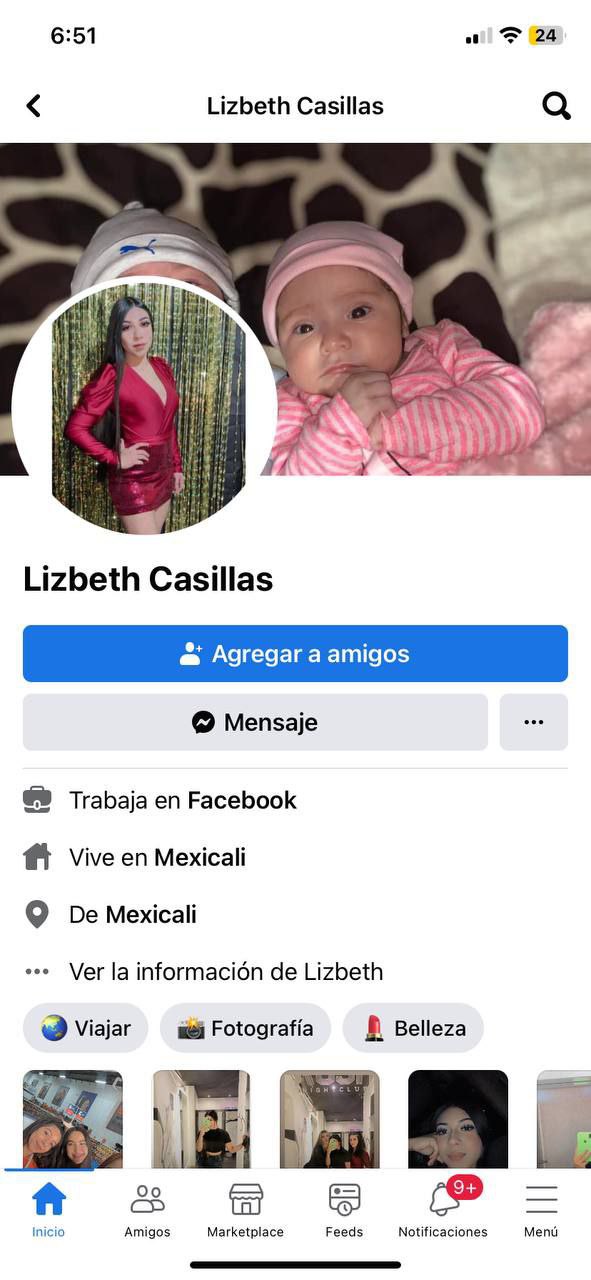 6:51
24
Lizbeth Casillas
Lizbeth Casillas
Agregar a amigos
Mensaje
Trabaja en Facebook
Vive en Mexicali
De Mexicali
Ver la información de Lizbeth
Viajar
Fotografía
Belleza
9+
Inicio
Amigos
Marketplace
Feeds
Notificaciones
Menú